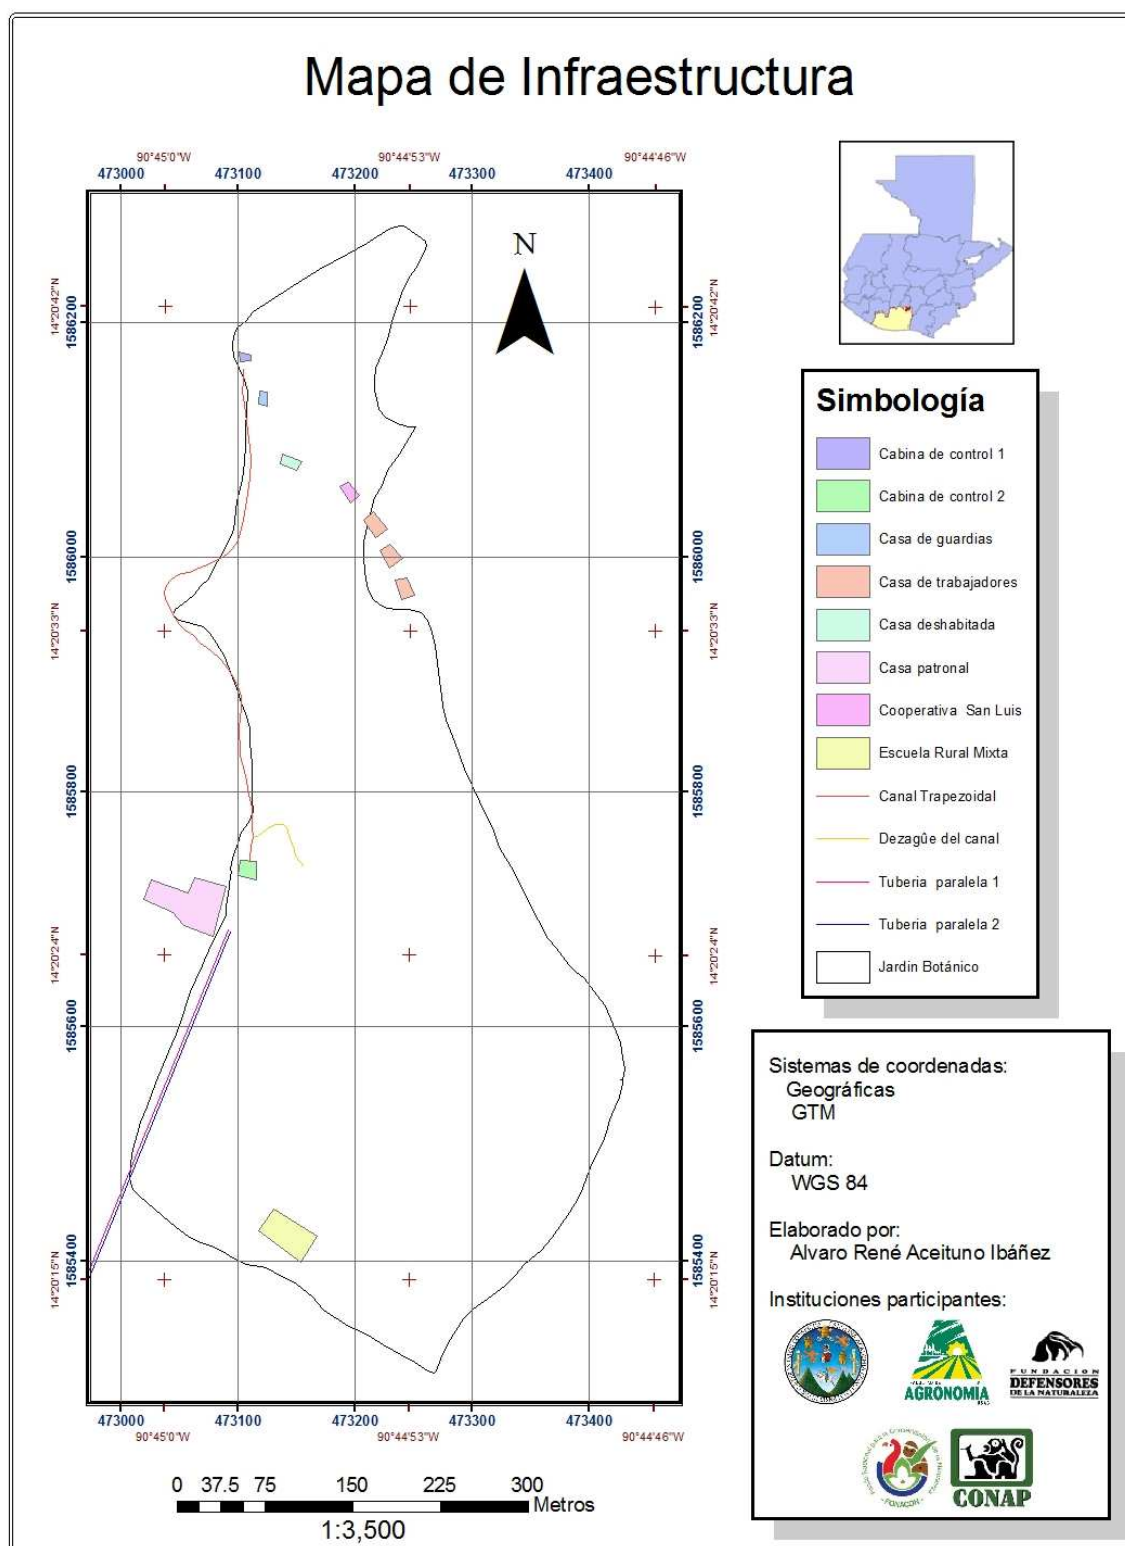 Mapa de Infraestructura
90°45'0"W 90°44'53"W 90°44'46"W
473000 473100 473200 473300 473400
N
14°20'42"N 14°20'42"N
1586200 1586200
1586000 1586000
14°20'33"N 14°20'33"N
1585800 1585800
14°20'24"N 14°20'24"N
1585600 1585600
1585400 1585400
14°20'15"N 14°20'15"N
473000 473100 473200 473300 473400
90°45'0"W 90°44'53"W 90°44'46"W
0 37.5 75 150 225 300
Metros
1:3,500
Simbología
Cabina de control 1
Cabina de control 2
Casa de guardias
Casa de trabajadores
Casa deshabitada
Casa patronal
Cooperativa San Luis
Escuela Rural Mixta
Canal Trapezoidal
Dezagûe del canal
Tuberia paralela 1
Tuberia paralela 2
Jardin Botánico
Sistemas de coordenadas:
Geográficas
GTM
Datum:
WGS 84
Elaborado por:
Alvaro René Aceituno Ibáñez
Instituciones participantes:
AGRONOMIA
FUNDACION
DEFENSORES
DE LA NATURALEZA
FONACON
CONAP